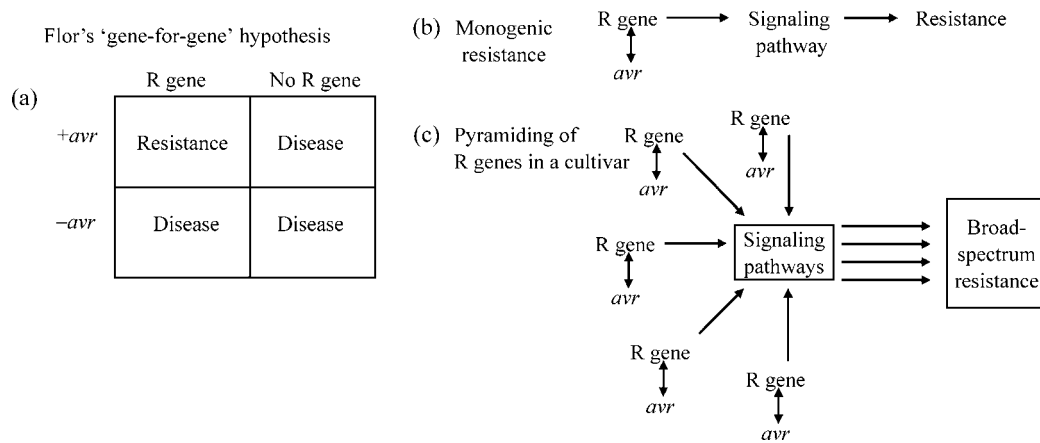 Flor's ‘gene-for-gene’ hypothesis
(a)
R gene No R gene
+avr Resistance Disease
–avr Disease Disease
(b) Monogenic
resistance
R gene
avr
Signaling
pathway
Resistance
(c) Pyramiding of
R genes in a cultivar
R gene
avr
R gene
avr
R gene
avr
R gene
avr
R gene
avr
Signaling
pathways
Broad-
spectrum
resistance